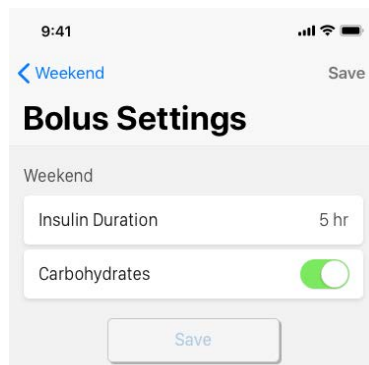 9:41
Weekend Save
Bolus Settings
Weekend
Insulin Duration 5 hr
Carbohydrates
Save